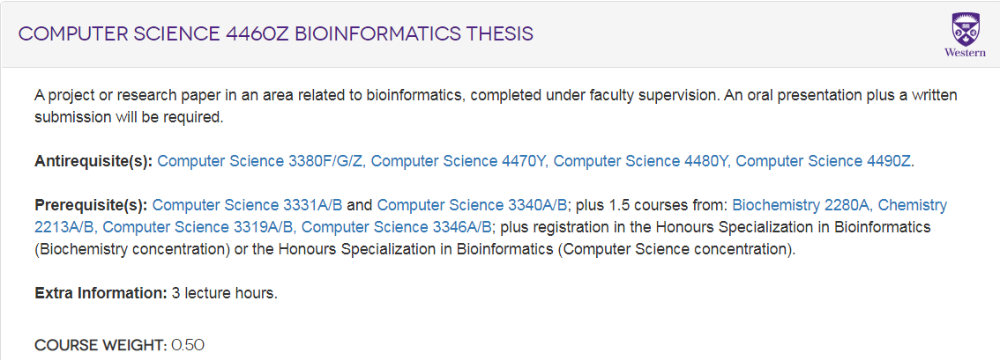 COMPUTER SCIENCE 4460Z BIOINFORMATICS THESIS
Western
A project or research paper in an area related to bioinformatics, completed under faculty supervision. An oral presentation plus a written
submission will be required.
Antirequisite(s): Computer Science 3380F/G/Z, Computer Science 4470Y, Computer Science 4480Y, Computer Science 4490Z.
Prerequisite(s): Computer Science 3331A/B and Computer Science 3340A/B; plus 1.5 courses from: Biochemistry 2280A, Chemistry
2213A/B, Computer Science 3319A/B, Computer Science 3346A/B; plus registration in the Honours Specialization in Bioinformatics
(Biochemistry concentration) or the Honours Specialization in Bioinformatics (Computer Science concentration).
Extra Information: 3 lecture hours.
COURSE WEIGHT: 0.50